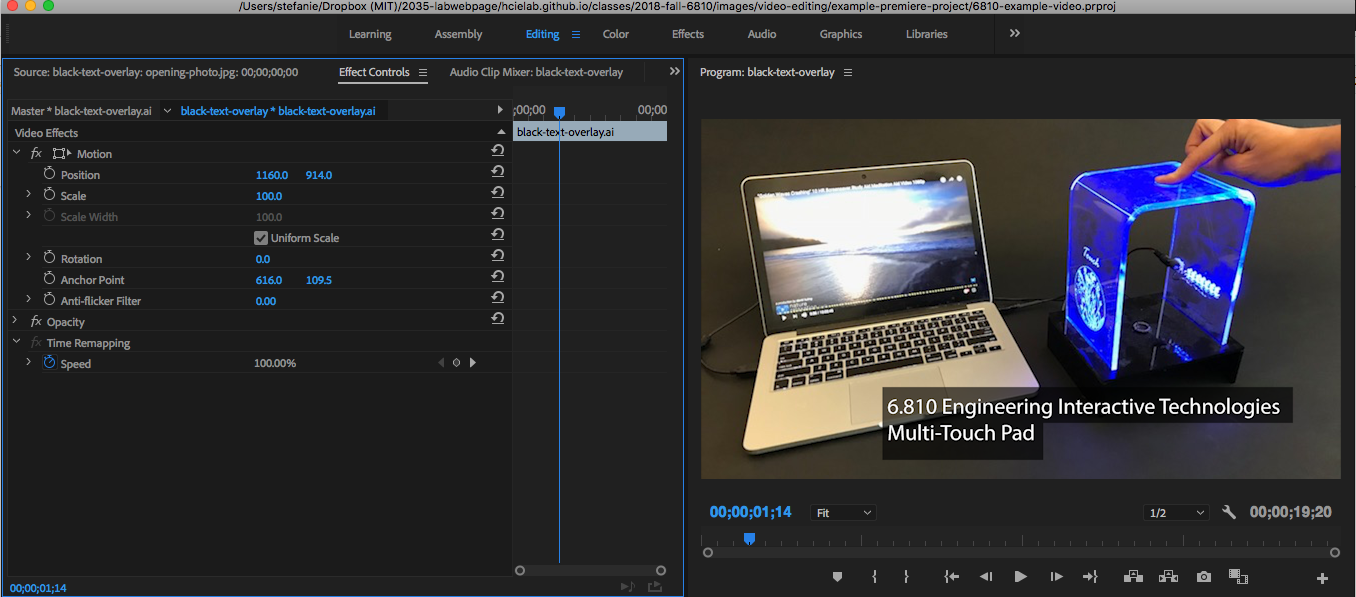 /Users/stefanie/Dropbox (MIT)/2035-labwebpage/hcielab.github.io/classes/2018-fall-6810/images/video-editing/example-premiere-project/6810-example-video.prproj
Learning Assembly Editing Color Effects Audio Graphics Libraries
Source: black-text-overlay: opening-photo.jpg: 00;00;00;00 Effect Controls Audio Clip Mixer: black-text-overlay
Master * black-text-overlay.ai black-text-overlay * black-text-overlay.ai
Video Effects
fx Motion
Position 1160.0 914.0
Scale 100.0
Scale Width 100.0
Uniform Scale
Rotation 0.0
Anchor Point 616.0 109.5
Anti-flicker Filter 0.00
fx Opacity
fx Time Remapping
Speed 100.00%
;00;00 00;00
black-text-overlay.ai
00;00;01;14
Program: black-text-overlay
Touch
6.810 Engineering Interactive Technologies
Multi-Touch Pad
00;00;01;14 Fit 1/2 00;00;19;20